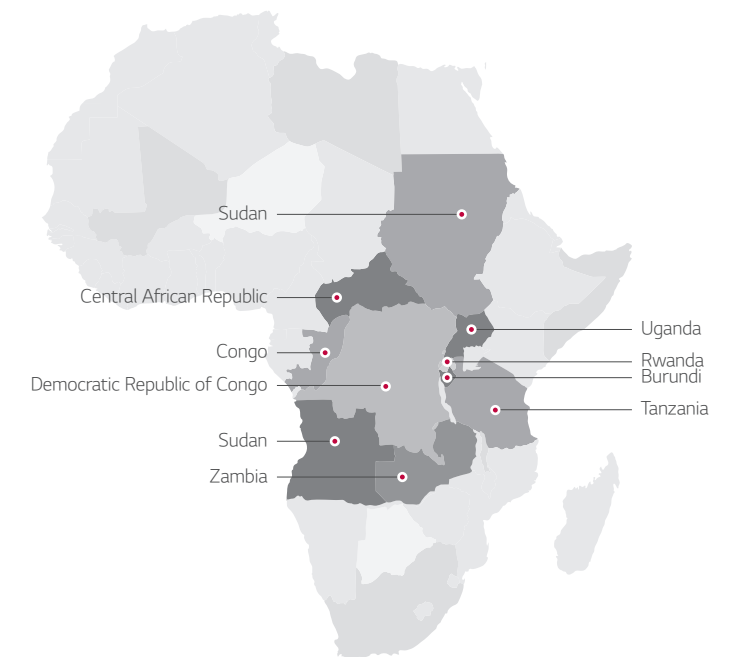 Sudan
Central African Republic
Congo
Democratic Republic of Congo
Sudan
Zambia
Uganda
Rwanda
Burundi
Tanzania